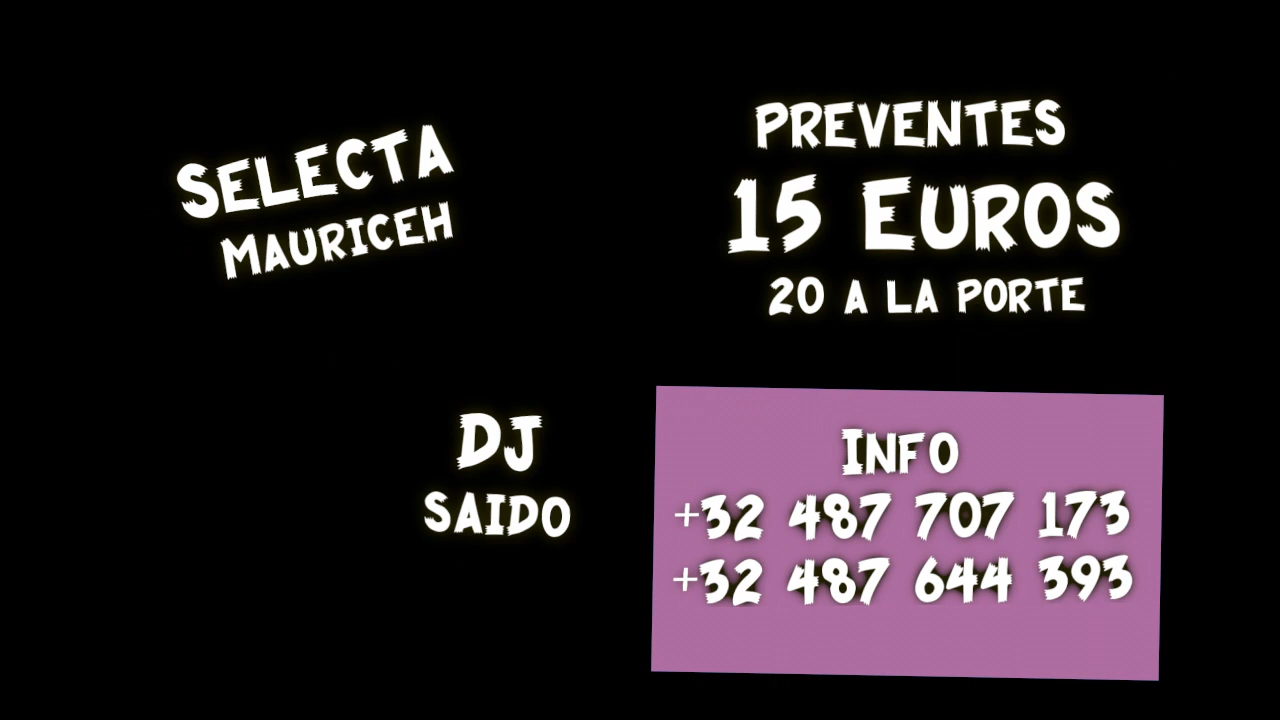 SELECTA
MAURICEH
PREVENTES
15 EUROS
20 A LA PORTE
DJ
SAIDO
INFO
+32 487 707 173
+32 487 644 393